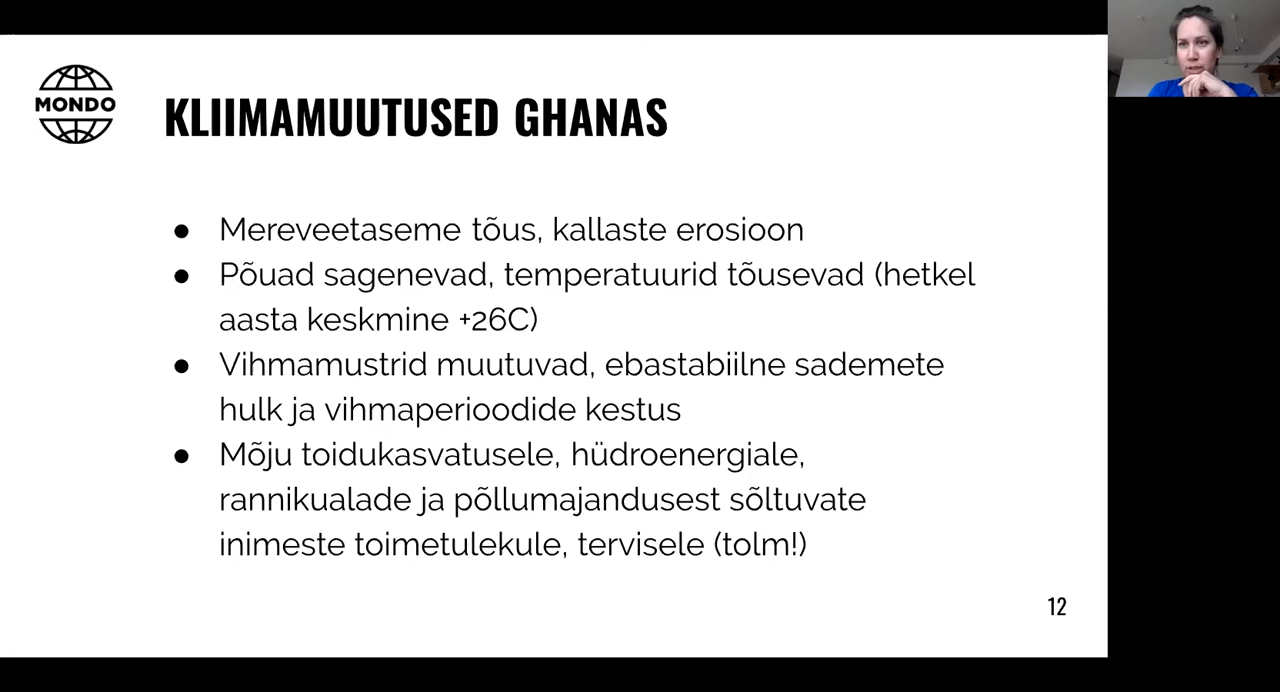 MONDO
KLIIMAMUUTUSED GHANAS
● Mereveetaseme tõus, kallaste erosioon
● Põuad sagenevad, temperatuurid tõusevad (hetkel
aasta keskmine +26C)
● Vihmamustrid muutuvad, ebastabiilne sademete
hulk ja vihmaperioodide kestus
● Mõju toidukasvatusele, hüdroenergiale,
rannikualade ja põllumajandusest sõltuvate
inimeste toimetulekule, tervisele (tolm!)
12